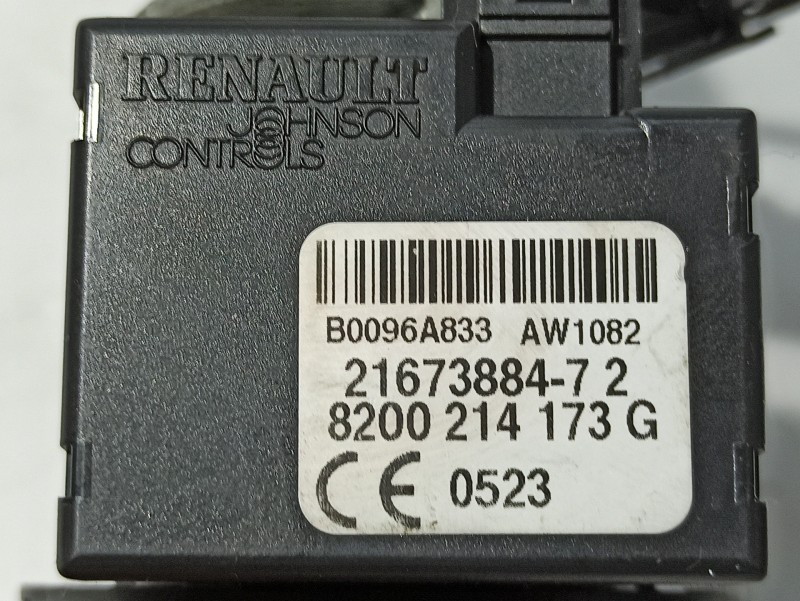 RENAULT
JOHNSON
CONTROLS
B0096A833 AW1082
21673884-7 2
8200 214 173 G
CE 0523